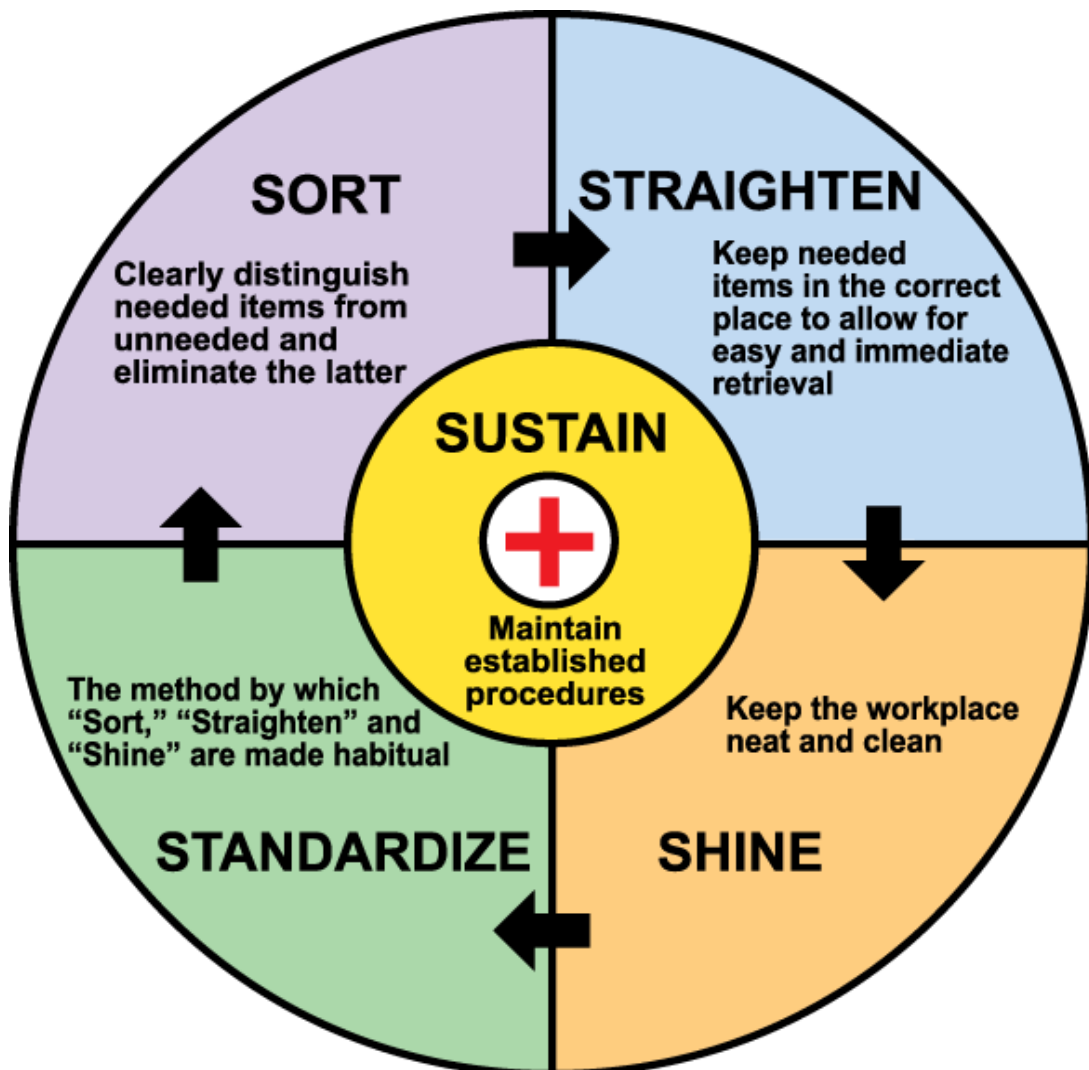 SORT
Clearly distinguish
needed items from
unneeded and
eliminate the latter
STRAIGHTEN
Keep needed
items in the correct
place to allow for
easy and immediate
retrieval
SUSTAIN
Maintain
established
procedures
Keep the workplace
neat and clean
SHINE
The method by which
“Sort,” “Straighten” and
“Shine” are made habitual
STANDARDIZE